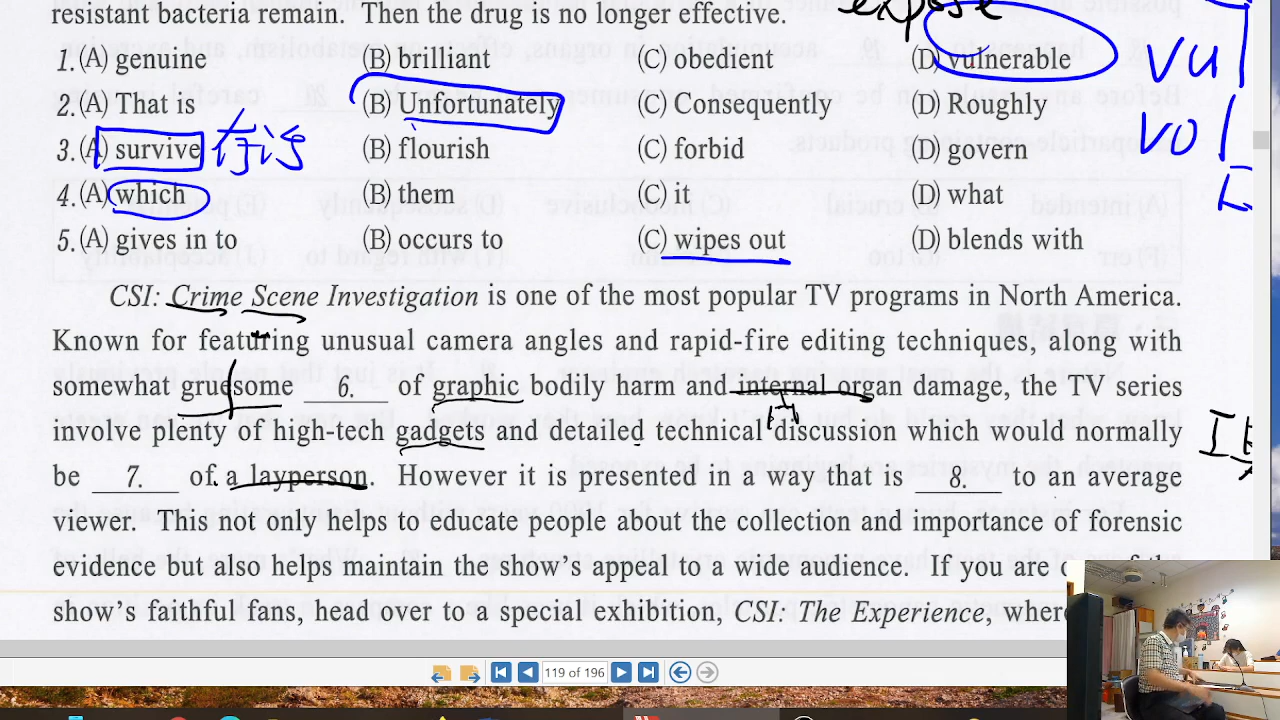 resistant bacteria remain. Then the drug is no longer effective.
expose
1. (A) genuine (B) brilliant (C) obedient (D) vulnerable
vul
2. (A) That is (B) Unfortunately (C) Consequently (D) Roughly
vol
3. (A) survive (B) flourish (C) forbid (D) govern
4. (A) which (B) them (C) it (D) what
5. (A) gives in to (B) occurs to (C) wipes out (D) blends with
CSI: Crime Scene Investigation is one of the most popular TV programs in North America.
Known for featuring unusual camera angles and rapid-fire editing techniques, along with
somewhat gruesome 6. of graphic bodily harm and internal organ damage, the TV series
involve plenty of high-tech gadgets and detailed technical discussion which would normally
be 7. of a layperson. However it is presented in a way that is 8. to an average
viewer. This not only helps to educate people about the collection and importance of forensic
evidence but also helps maintain the show's appeal to a wide audience. If you are
show's faithful fans, head over to a special exhibition, CSI: The Experience, where
119 of 196